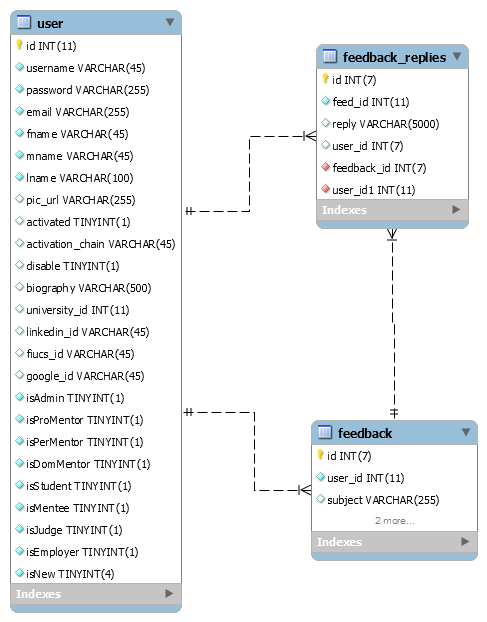 user
id INT(11)
username VARCHAR(45)
password VARCHAR(255)
email VARCHAR(255)
fname VARCHAR(45)
mname VARCHAR(45)
lname VARCHAR(100)
pic_url VARCHAR(255)
activated TINYINT(1)
activation_chain VARCHAR(45)
disable TINYINT(1)
biography VARCHAR(500)
university_id INT(11)
linkedin_id VARCHAR(45)
fiucs_id VARCHAR(45)
google_id VARCHAR(45)
isAdmin TINYINT(1)
isProMentor TINYINT(1)
isPerMentor TINYINT(1)
isDomMentor TINYINT(1)
isStudent TINYINT(1)
isMentee TINYINT(1)
isJudge TINYINT(1)
isEmployer TINYINT(1)
isNew TINYINT(4)
Indexes
feedback_replies
id INT(7)
feed_id INT(11)
reply VARCHAR(5000)
user_id INT(7)
feedback_id INT(7)
user_id1 INT(11)
Indexes
feedback
id INT(7)
user_id INT(11)
subject VARCHAR(255)
2 more...
Indexes